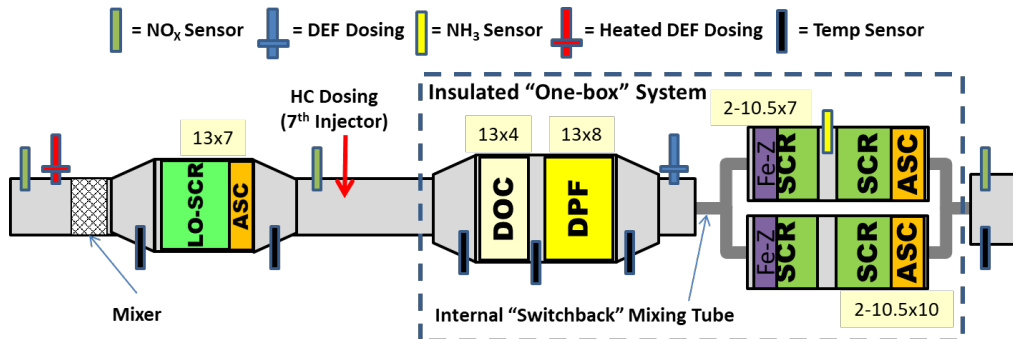 = NOX Sensor
= DEF Dosing
= NH3 Sensor
= Heated DEF Dosing
= Temp Sensor
HC Dosing
(7th Injector)
Insulated “One-box” System
13x7
13x4
13x8
2-10.5x7
LO-SCR
ASC
DOC
DPF
Fe-Z
SCR
SCR
ASC
Fe-Z
SCR
SCR
ASC
2-10.5x10
Mixer
Internal “Switchback” Mixing Tube